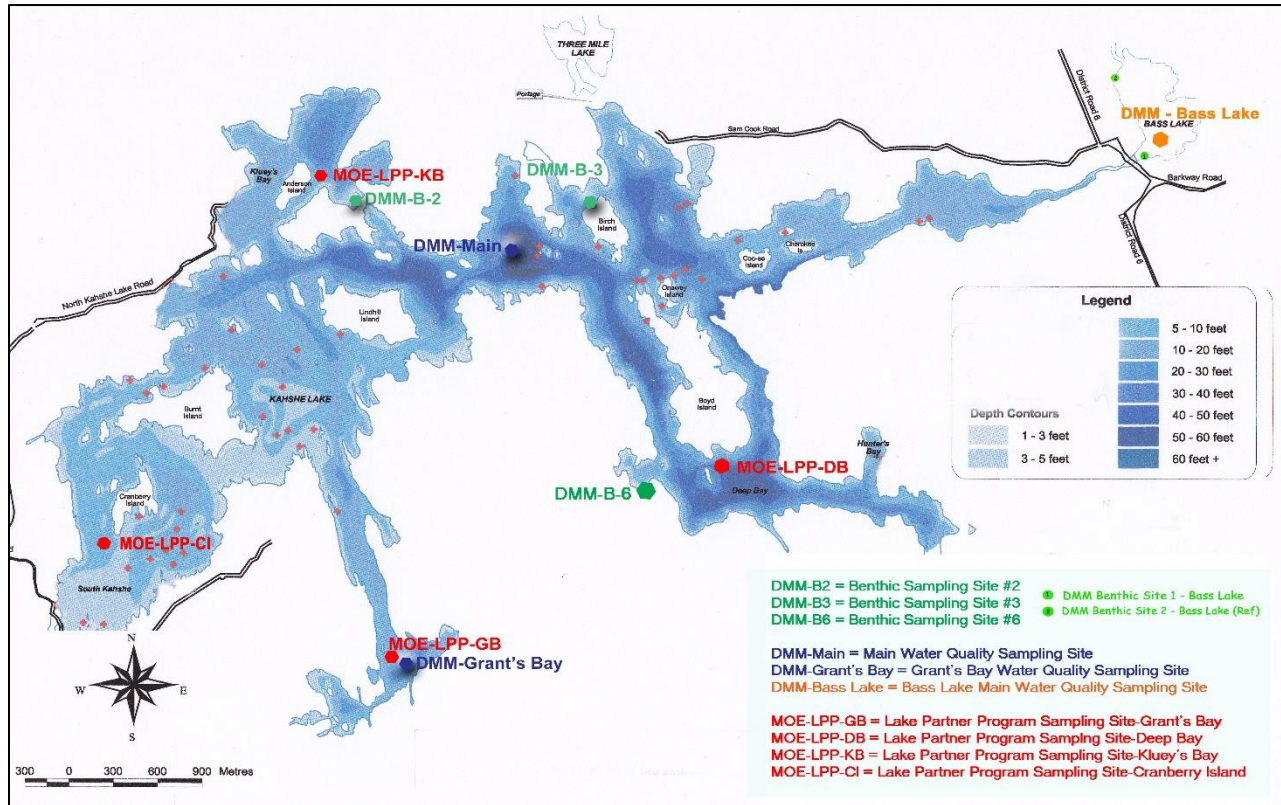 THREE MILE
LAKE
Portage
Sam Cook Road
District Road 6
DMM - Bass Lake
BASS LAKE
Barkway Road
District Road 6
Kluey's
Bay
Anderson
Island
MOE-LPP-KB
DMM-B-2
DMM-B-3
Birch
Island
DMM-Main
Coo-ee
Island
Cherokee
Is
Onawey
Island
North Kahshe Lake Road
Lindhill
Island
KAHSHE LAKE
Burnt
Island
Boyd
Island
Hunter's
Bay
MOE-LPP-DB
Deep Bay
DMM-B-6
Cranberry
Island
MOE-LPP-CI
South Kahshe
MOE-LPP-GB
DMM-Grant's Bay
N
W E
S
300 0 300 600 900 Metres
Legend
5 - 10 feet
10 - 20 feet
20 - 30 feet
30 - 40 feet
40 - 50 feet
50 - 60 feet
60 feet +
Depth Contours
1 - 3 feet
3 - 5 feet
DMM-B2 = Benthic Sampling Site #2
DMM-B3 = Benthic Sampling Site #3
DMM-B6 = Benthic Sampling Site #6
1 DMM Benthic Site 1 - Bass Lake
2 DMM Benthic Site 2 - Bass Lake (Ref)
DMM-Main = Main Water Quality Sampling Site
DMM-Grant's Bay = Grant's Bay Water Quality Sampling Site
DMM-Bass Lake = Bass Lake Main Water Quality Sampling Site
MOE-LPP-GB = Lake Partner Program Sampling Site-Grant's Bay
MOE-LPP-DB = Lake Partner Program Sampling Site-Deep Bay
MOE-LPP-KB = Lake Partner Program Sampling Site-Kluey's Bay
MOE-LPP-CI = Lake Partner Program Sampling Site-Cranberry Island